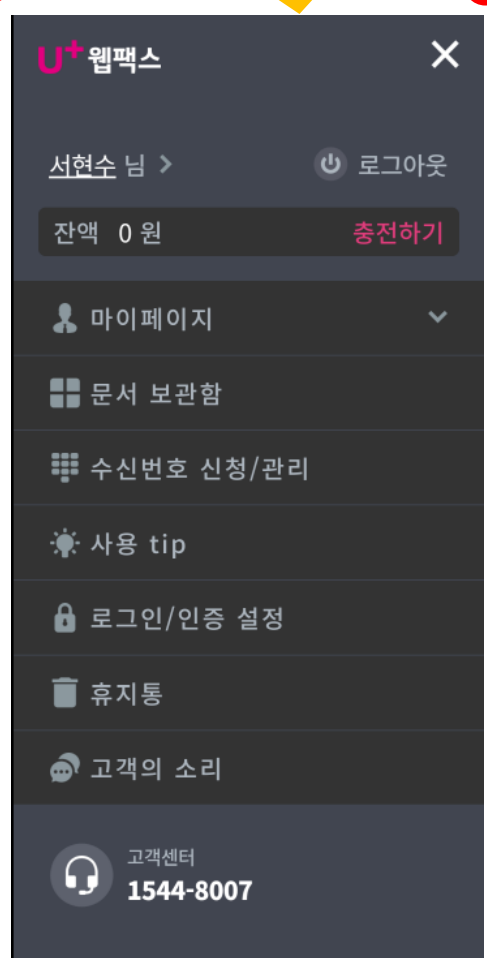 U+웹팩스
서현수 님 로그아웃
잔액 0 원 충전하기
마이페이지
문서 보관함
수신번호 신청/관리
사용 tip
로그인/인증 설정
휴지통
고객의 소리
고객센터
1544-8007